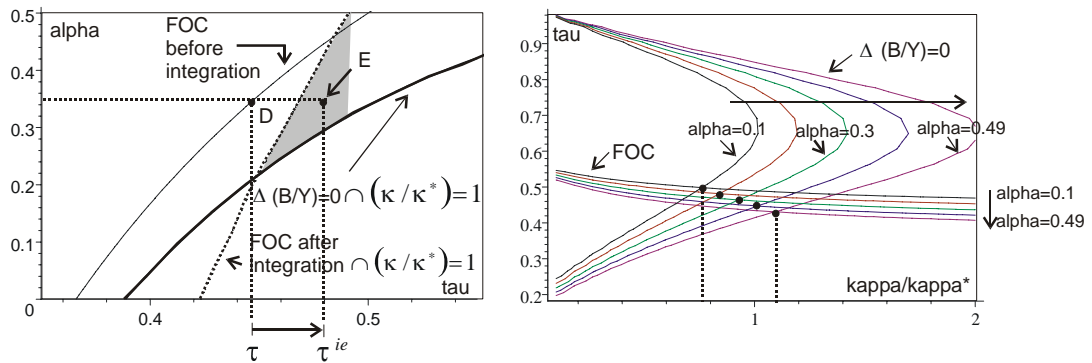 0.5
alpha
0.4
0.3
0.2
0.1
0
FOC
before
integration
E
D
Δ (B/Y)=0 ∩ (κ/κ*)=1
FOC after
integration ∩ (κ/κ*)=1
tau
0.4
0.5
τ
τ^ie
tau
0.9
0.8
0.7
0.6
0.5
0.4
0.3
0.2
Δ (B/Y)=0
alpha=0.1
alpha=0.3
alpha=0.49
FOC
alpha=0.1
alpha=0.49
kappa/kappa*
1
2